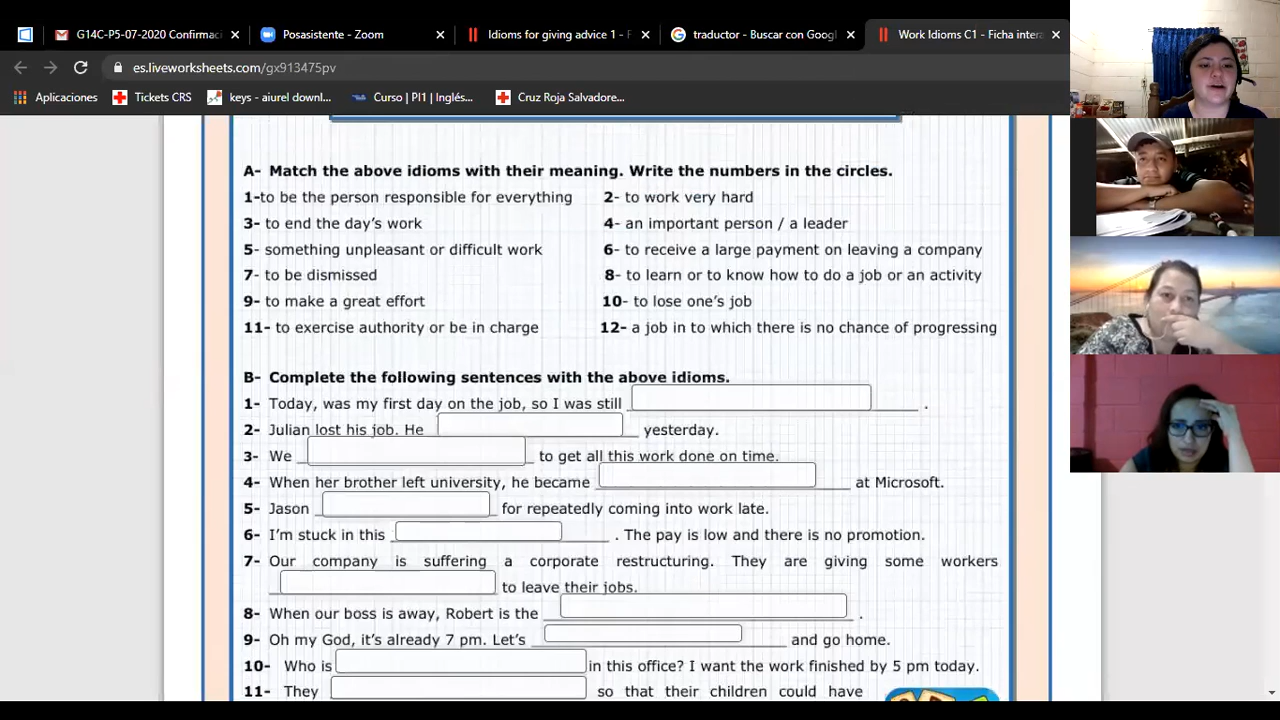 G14C-P5-07-2020 Confirmaci
Posasistente - Zoom
Idioms for giving advice 1 - F
traductor - Buscar con Googl
Work Idioms C1 - Ficha intera
es.liveworksheets.com/gx913475pv
Aplicaciones
Tickets CRS
keys - aiurel downl...
Curso | PI1 | Inglés...
Cruz Roja Salvadore...
A- Match the above idioms with their meaning. Write the numbers in the circles.
1-to be the person responsible for everything 2- to work very hard
3- to end the day's work 4- an important person / a leader
5- something unpleasant or difficult work 6- to receive a large payment on leaving a company
7- to be dismissed 8- to learn or to know how to do a job or an activity
9- to make a great effort 10- to lose one's job
11- to exercise authority or be in charge 12- a job in to which there is no chance of progressing
B- Complete the following sentences with the above idioms.
1- Today, was my first day on the job, so I was still .
2- Julian lost his job. He yesterday.
3- We to get all this work done on time.
4- When her brother left university, he became at Microsoft.
5- Jason for repeatedly coming into work late.
6- I'm stuck in this . The pay is low and there is no promotion.
7- Our company is suffering a corporate restructuring. They are giving some workers
to leave their jobs.
8- When our boss is away, Robert is the .
9- Oh my God, it's already 7 pm. Let's and go home.
10- Who is in this office? I want the work finished by 5 pm today.
11- They so that their children could have